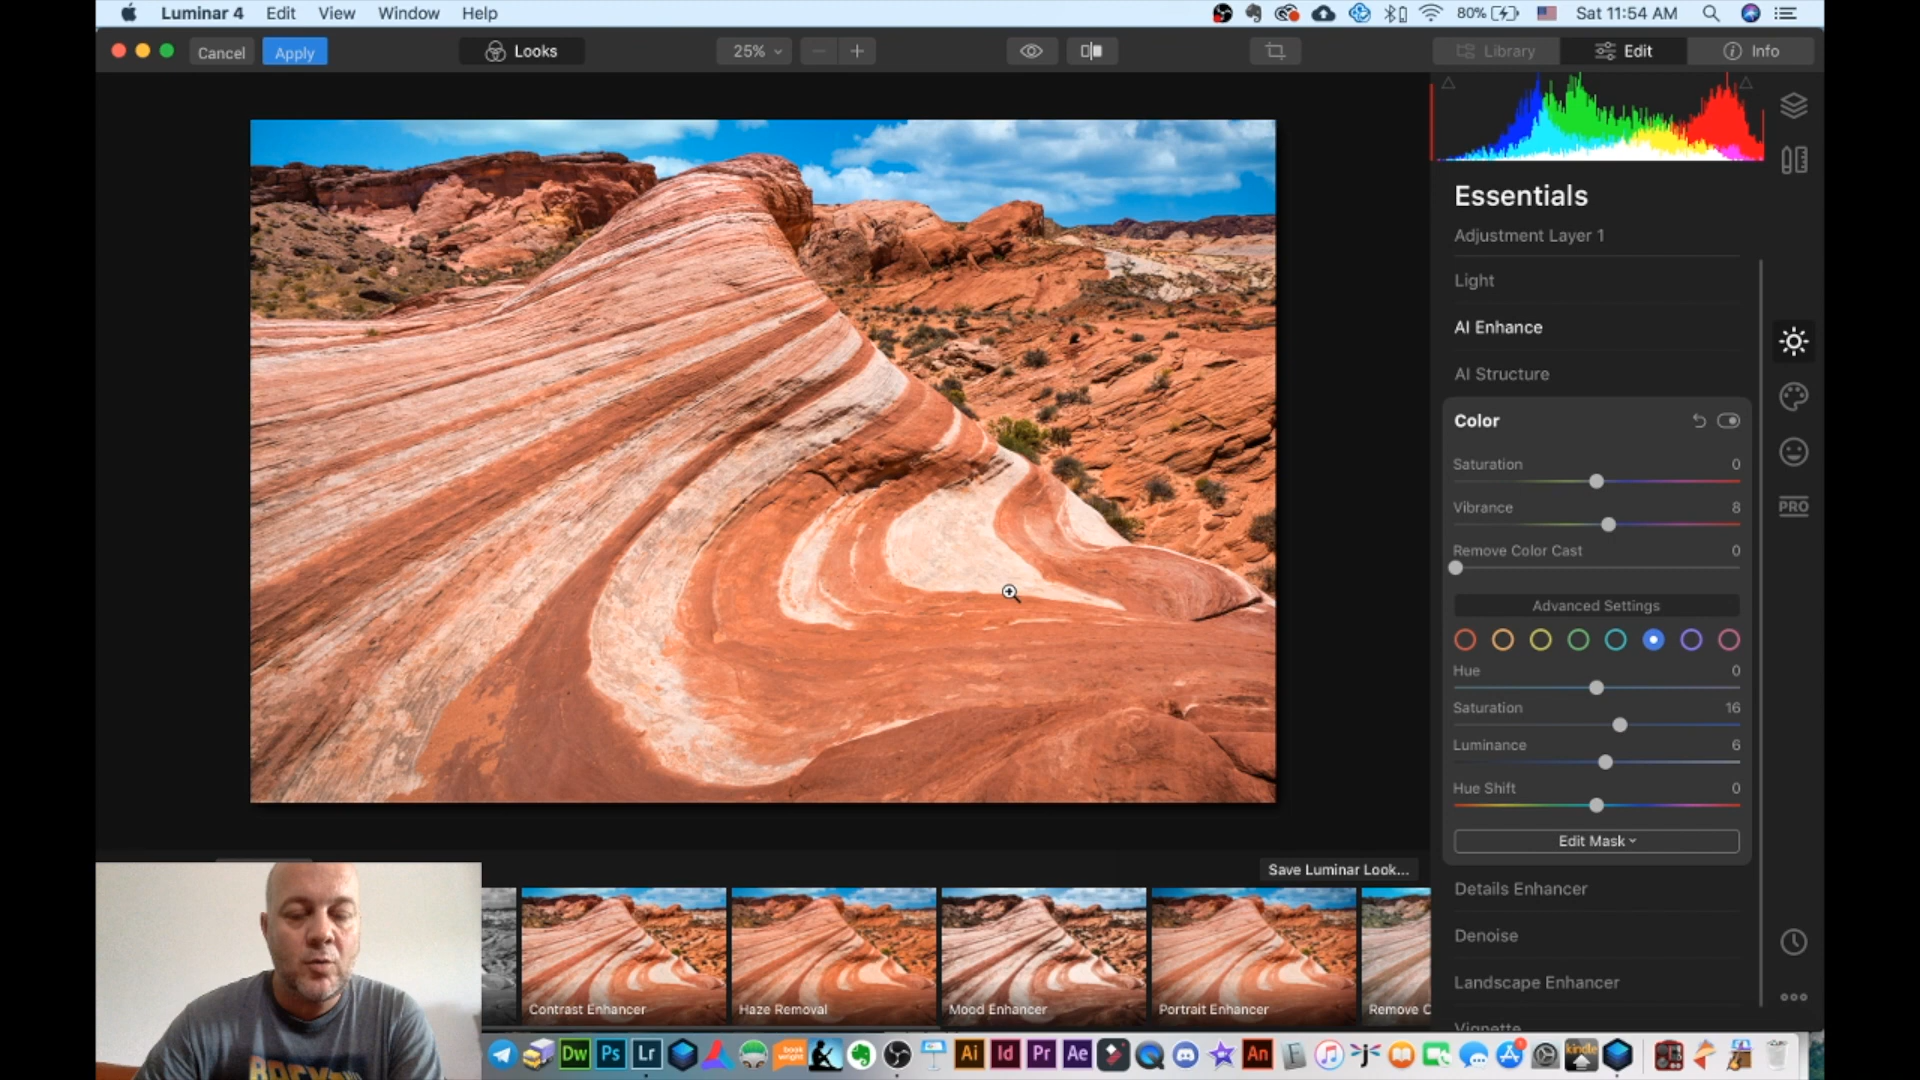 Luminar 4 Edit View Window Help 80% Sat 11:54 AM
Cancel Apply Looks 25% Library Edit Info
Essentials
Adjustment Layer 1
Light
AI Enhance
AI Structure
Color
Saturation 0
Vibrance 8
Remove Color Cast 0
Advanced Settings
Hue 0
Saturation 16
Luminance 6
Hue Shift 0
Edit Mask
Details Enhancer
Denoise
Landscape Enhancer
Vignette
PRO
Save Luminar Look...
Contrast Enhancer
Haze Removal
Mood Enhancer
Portrait Enhancer
Remove C
Dw Ps Lr Ai Id Pr Ae An kindle